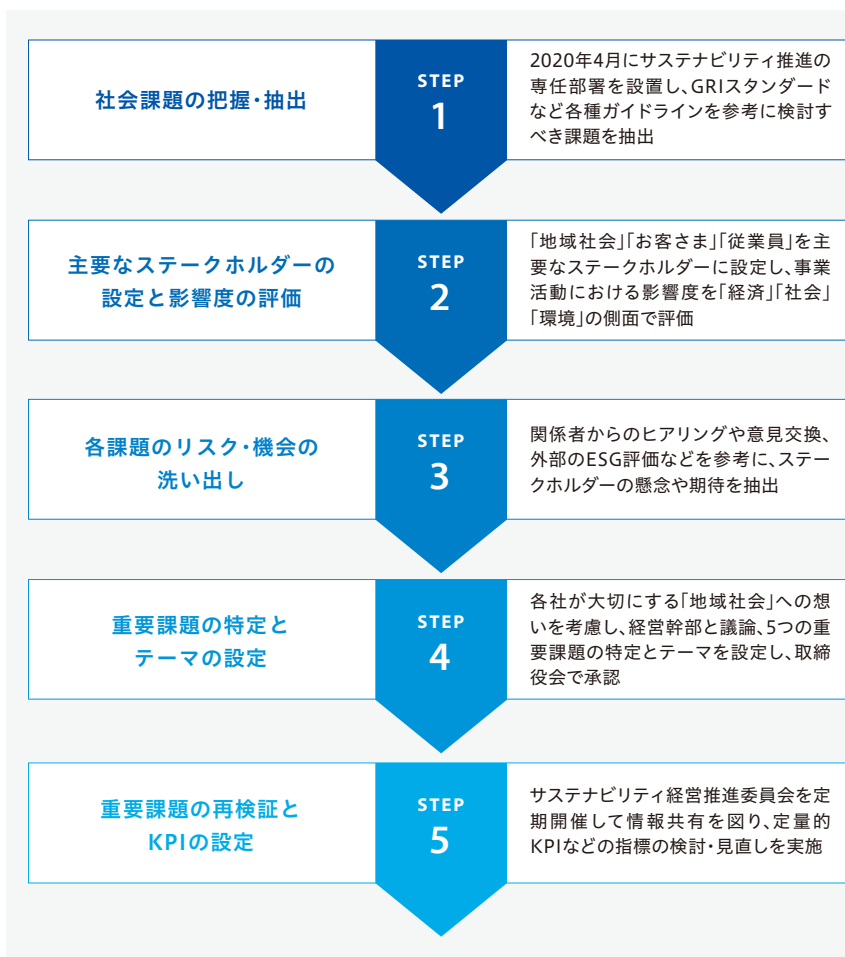 社会課題の把握・抽出
STEP
1
2020年4月にサステナビリティ推進の
専任部署を設置し、GRIスタンダード
など各種ガイドラインを参考に検討す
べき課題を抽出
主要なステークホルダーの
設定と影響度の評価
STEP
2
「地域社会」「お客さま」「従業員」を主
要なステークホルダーに設定し、事業
活動における影響度を「経済」「社会」
「環境」の側面で評価
各課題のリスク・機会の
洗い出し
STEP
3
関係者からのヒアリングや意見交換、
外部のESG評価などを参考に、ステー
クホルダーの懸念や期待を抽出
重要課題の特定と
テーマの設定
STEP
4
各社が大切にする「地域社会」への想
いを考慮し、経営幹部と議論、5つの重
要課題の特定とテーマを設定し、取締
役会で承認
重要課題の再検証と
KPIの設定
STEP
5
サステナビリティ経営推進委員会を定
期開催して情報共有を図り、定量的
KPIなどの指標の検討・見直しを実施